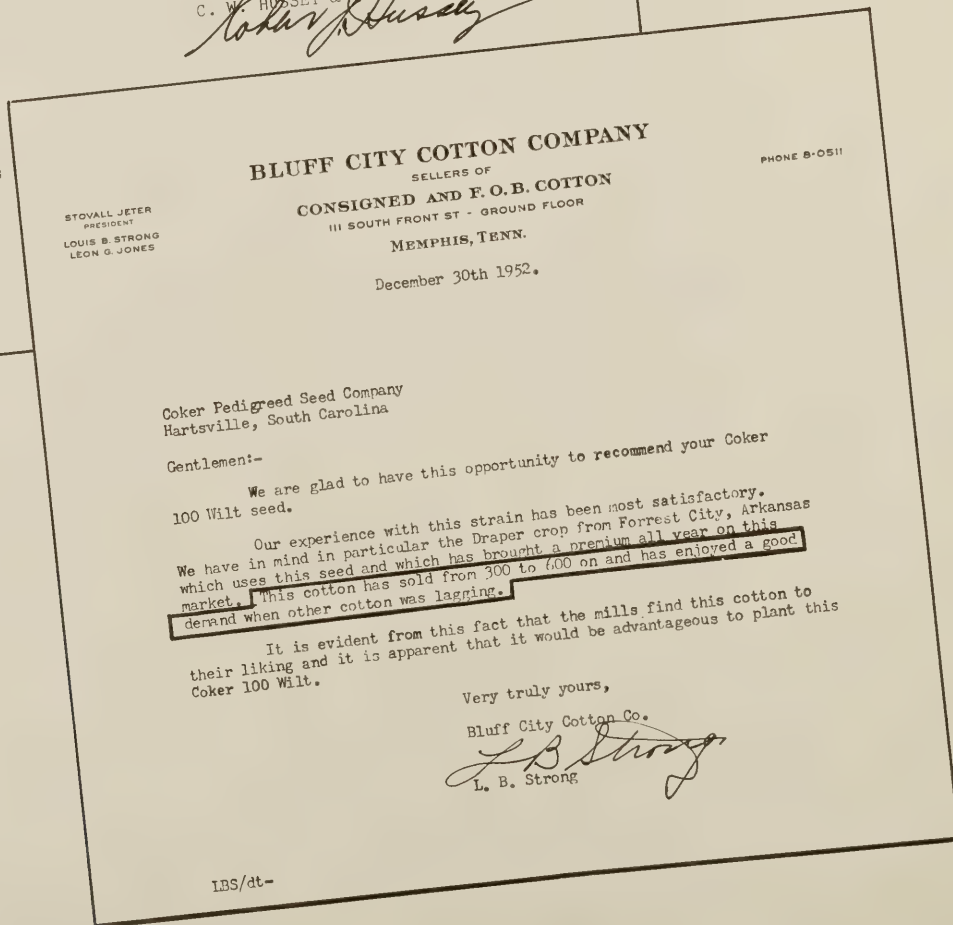 C. W. HUSSEY &
Coker J. Hussey
BLUFF CITY COTTON COMPANY
SELLERS OF
CONSIGNED AND F. O. B. COTTON
111 SOUTH FRONT ST - GROUND FLOOR
MEMPHIS, TENN.
PHONE 8-0511
STOVALL JETER
PRESIDENT
LOUIS B. STRONG
LEON G. JONES
December 30th 1952.
Coker Pedigreed Seed Company
Hartsville, South Carolina
Gentlemen:-
We are glad to have this opportunity to recommend your Coker
100 Wilt seed.
Our experience with this strain has been most satisfactory.
We have in mind in particular the Draper crop from Forrest City, Arkansas
which uses this seed and which has brought a premium all year on this
market. This cotton has sold from 300 to 600 on and has enjoyed a good
demand when other cotton was lagging.
It is evident from this fact that the mills find this cotton to
their liking and it is apparent that it would be advantageous to plant this
Coker 100 Wilt.
Very truly yours,
Bluff City Cotton Co.
L B Strong
L. B. Strong
LBS/dt-